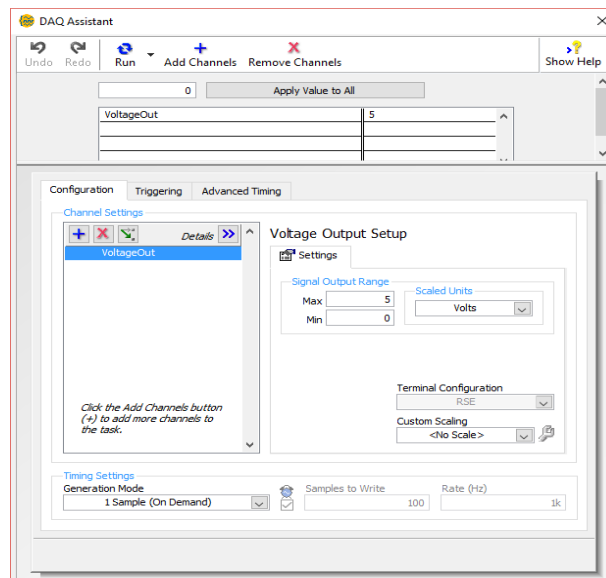 DAQ Assistant
Undo Redo Run Add Channels Remove Channels Show Help
0 Apply Value to All
VoltageOut 5
Configuration Triggering Advanced Timing
Channel Settings
Details
VoltageOut
Click the Add Channels button
(+) to add more channels to
the task.
Voltage Output Setup
Settings
Signal Output Range
Max 5
Min 0
Scaled Units
Volts
Terminal Configuration
RSE
Custom Scaling
<No Scale>
Timing Settings
Generation Mode Samples to Write Rate (Hz)
1 Sample (On Demand) 100 1k